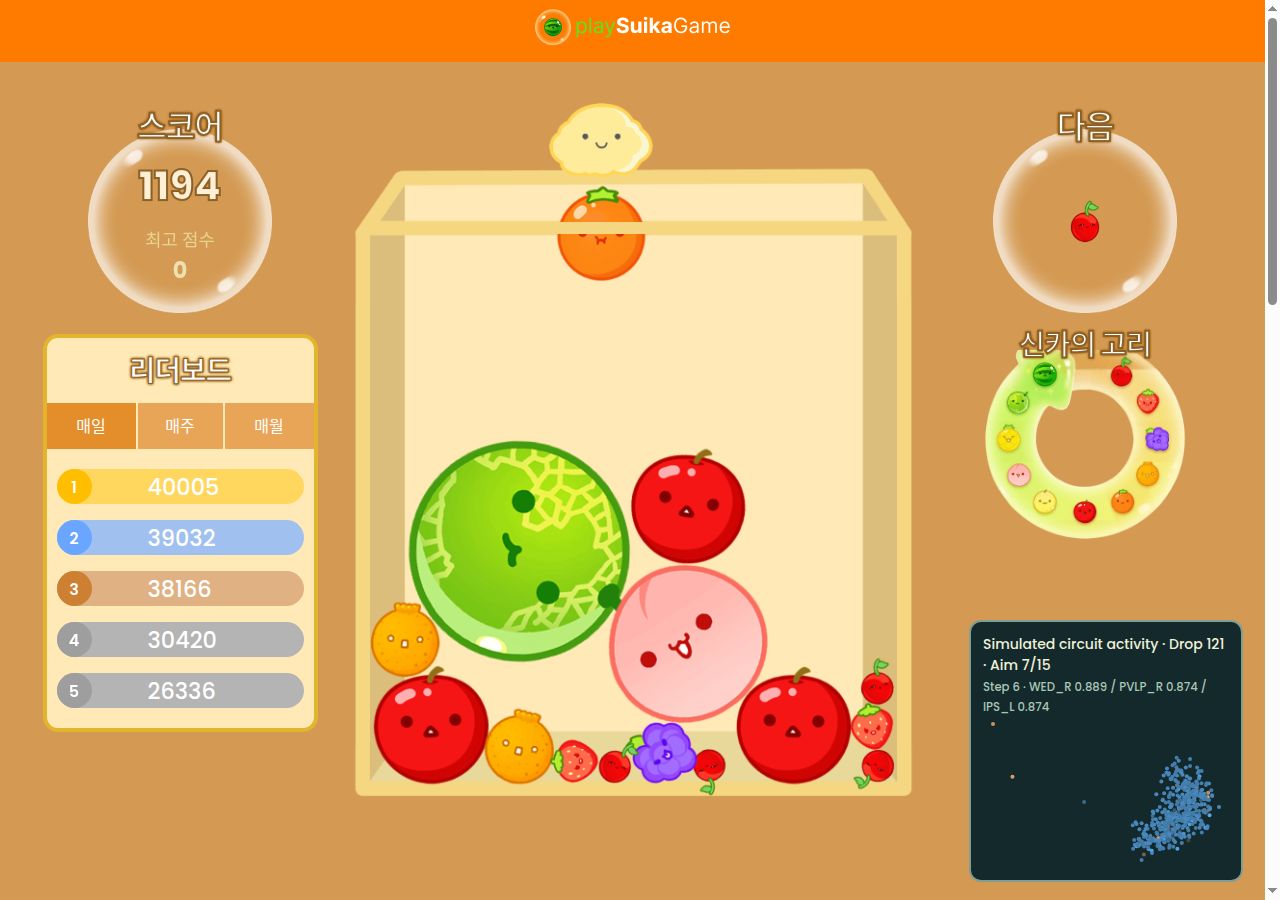 playSuikaGame
스코어
1194
최고 점수
0
리더보드
매일 매주 매월
1 40005
2 39032
3 38166
4 30420
5 26336
다음
신카의 고리
Simulated circuit activity · Drop 121
· Aim 7/15
Step 6 · WED_R 0.889 / PVLP_R 0.874 /
IPS_L 0.874